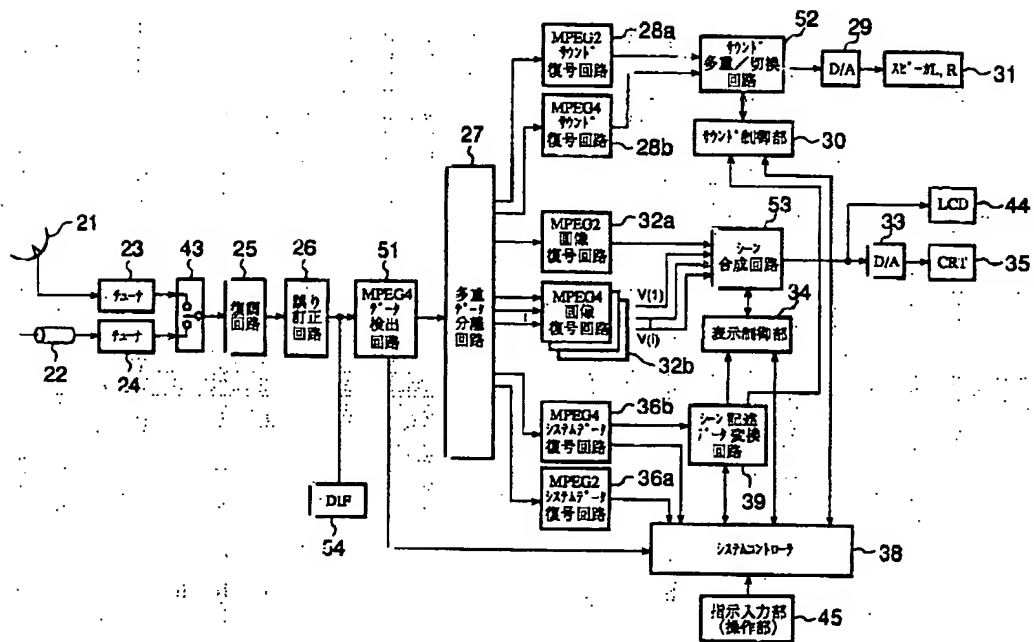 28a
MPEG2
サウンド
復号回路
52
サウンド
多重/切換
回路
29
D/A
スピーカL, R
31
MPEG4
サウンド
復号回路
28b
サウンド制御部
30
27
多重
データ
分離
回路
21
23
チューナ
43
25
復調
回路
26
誤り
訂正
回路
51
MPEG4
データ
検出
回路
22
チューナ
24
32a
MPEG2
画像
復号回路
53
シーン
合成回路
LCD
44
33
D/A
CRT
35
MPEG4
画像
復号回路
V(1)
V(i)
32b
34
表示制御部
36b
MPEG4
システムデータ
復号回路
シーン記述
データ変換
回路
39
36a
MPEG2
システムデータ
復号回路
DIF
54
システムコントローラ
38
指示入力部
(操作部)
45